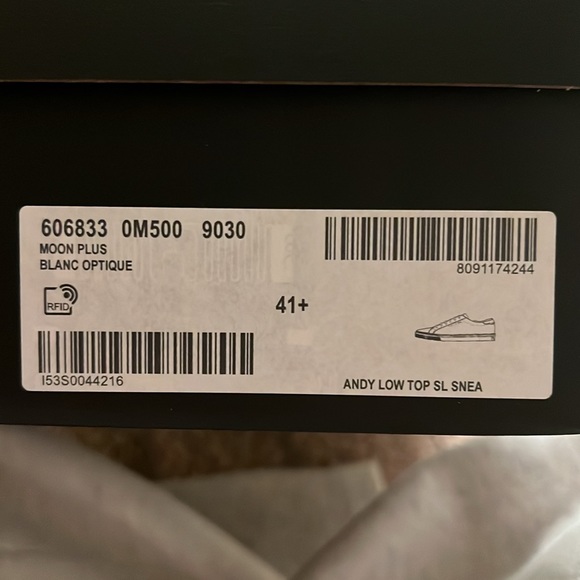 606833 0M500 9030
MOON PLUS
BLANC OPTIQUE
8091174244
RFID
41+
I53S0044216
ANDY LOW TOP SL SNEA